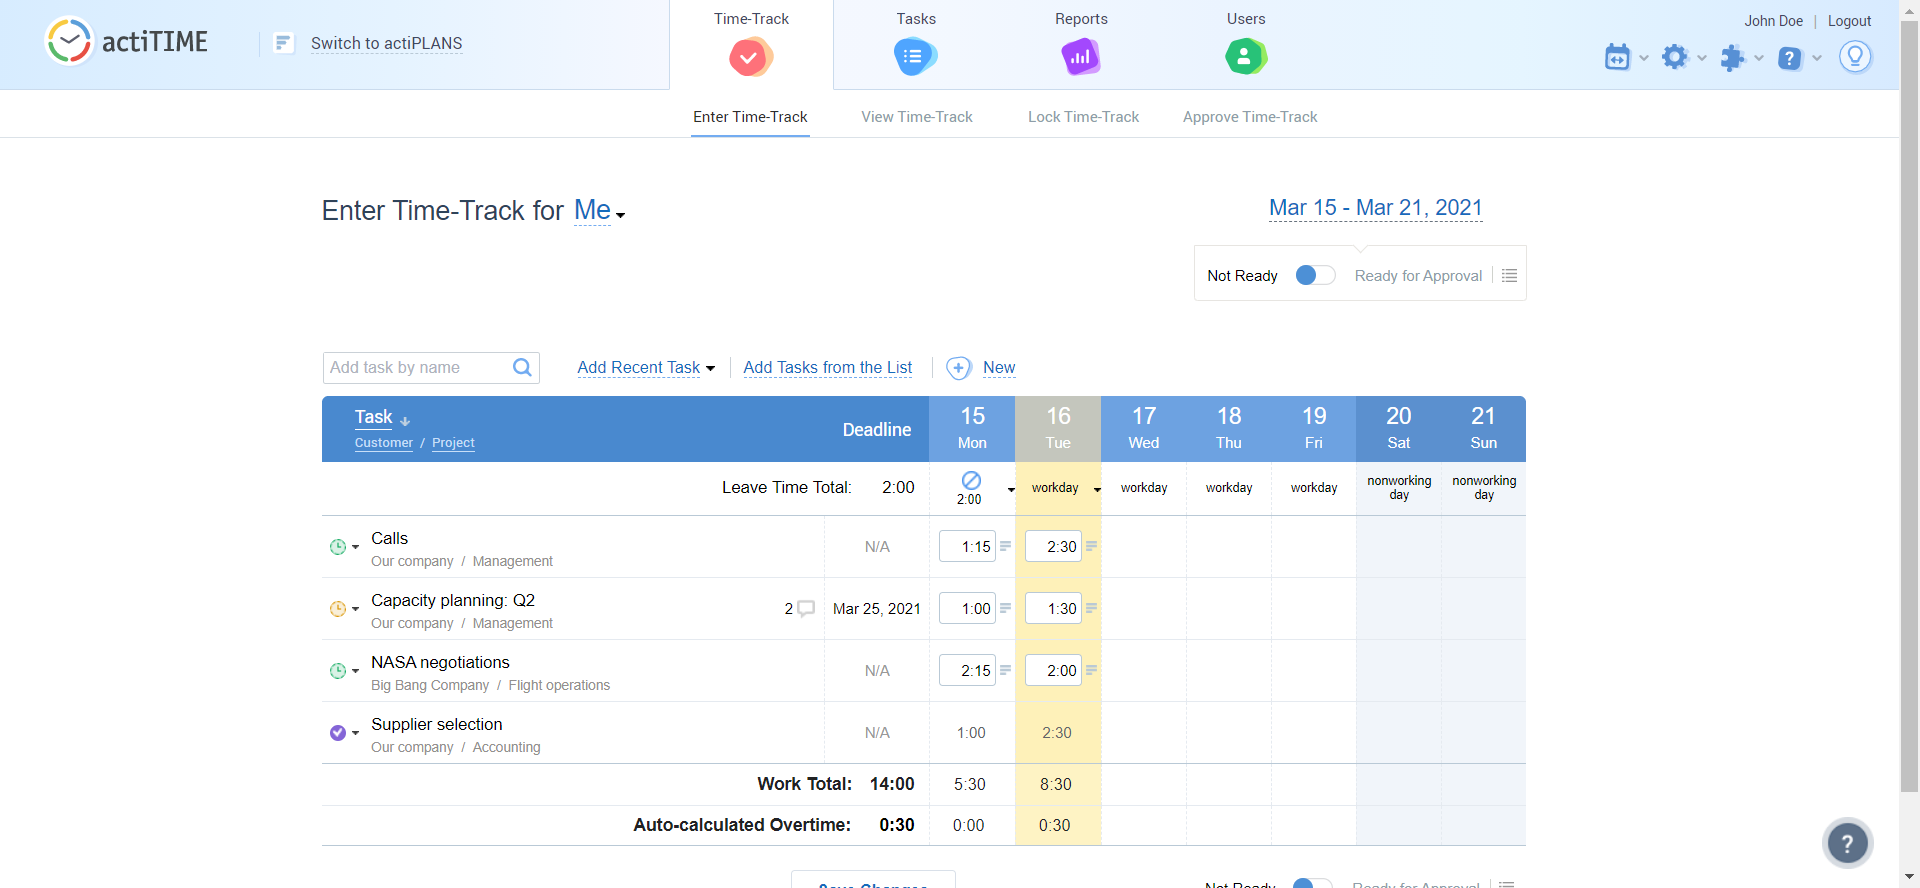 actiTIME
Switch to actiPLANS
Time-Track
Tasks
Reports
Users
John Doe | Logout
Enter Time-Track
View Time-Track
Lock Time-Track
Approve Time-Track
Enter Time-Track for Me
Mar 15 - Mar 21, 2021
Not Ready
Ready for Approval
Add task by name
Add Recent Task
Add Tasks from the List
New
Task
Customer / Project
Deadline
15 Mon
16 Tue
17 Wed
18 Thu
19 Fri
20 Sat
21 Sun
Leave Time Total: 2:00
2:00
workday
workday
workday
workday
nonworking day
nonworking day
Calls
Our company / Management
N/A
1:15
2:30
Capacity planning: Q2
Our company / Management
2
Mar 25, 2021
1:00
1:30
NASA negotiations
Big Bang Company / Flight operations
N/A
2:15
2:00
Supplier selection
Our company / Accounting
N/A
1:00
2:30
Work Total: 14:00
5:30
8:30
Auto-calculated Overtime: 0:30
0:00
0:30
?
Save Changes
Not Ready
Ready for Approval